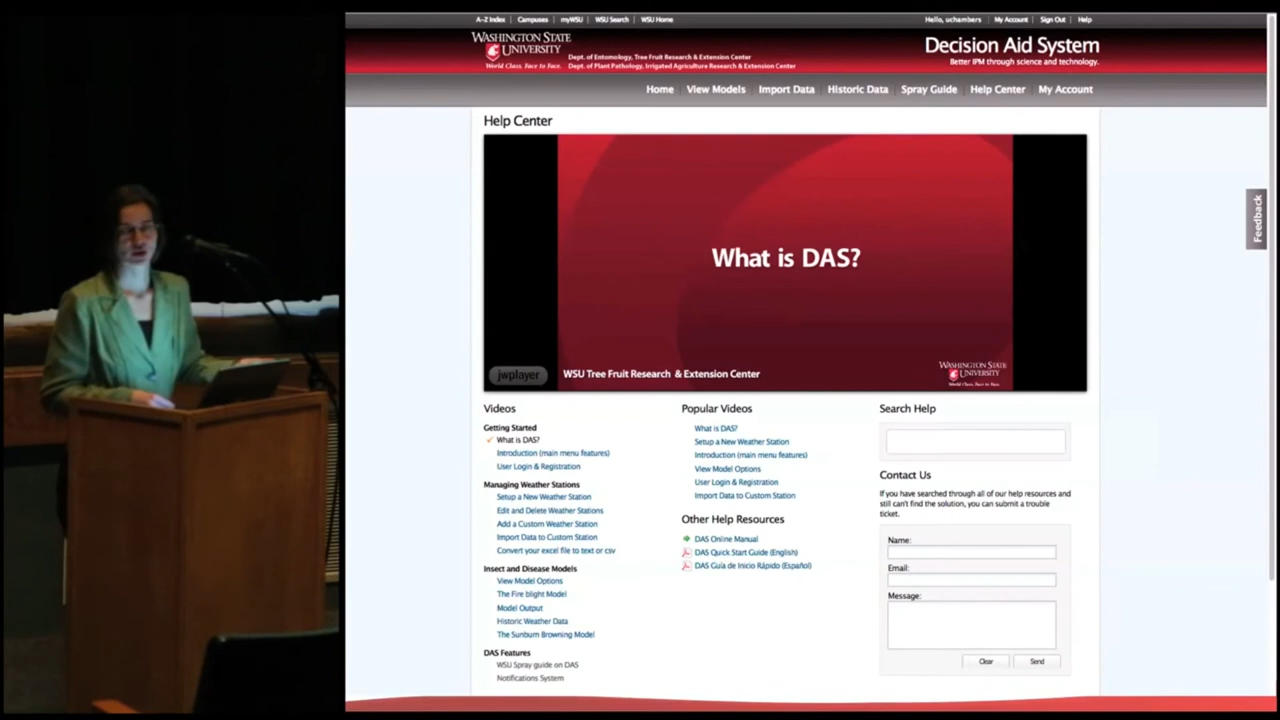 A-Z Index Campuses myWSU WSU Search WSU Home
Hello, uchambers My Account Sign Out Help
WASHINGTON STATE
UNIVERSITY
World Class. Face to Face.
Dept. of Entomology, Tree Fruit Research & Extension Center
Dept. of Plant Pathology, Irrigated Agriculture Research & Extension Center
Decision Aid System
Better IPM through science and technology.
Home View Models Import Data Historic Data Spray Guide Help Center My Account
Help Center
What is DAS?
jwplayer
WSU Tree Fruit Research & Extension Center
WASHINGTON STATE
UNIVERSITY
World Class. Face to Face.
Feedback
Videos
Getting Started
What is DAS?
Introduction (main menu features)
User Login & Registration
Managing Weather Stations
Setup a New Weather Station
Edit and Delete Weather Stations
Add a Custom Weather Station
Import Data to Custom Station
Convert your excel file to text or csv
Insect and Disease Models
View Model Options
The Fire blight Model
Model Output
Historic Weather Data
The Sunburn Browning Model
DAS Features
WSU Spray guide on DAS
Notifications System
Popular Videos
What is DAS?
Setup a New Weather Station
Introduction (main menu features)
View Model Options
User Login & Registration
Import Data to Custom Station
Other Help Resources
DAS Online Manual
DAS Quick Start Guide (English)
DAS Guía de Inicio Rápido (Español)
Search Help
Contact Us
If you have searched through all of our help resources and
still can't find the solution, you can submit a trouble
ticket.
Name:
Email:
Message:
Clear Send